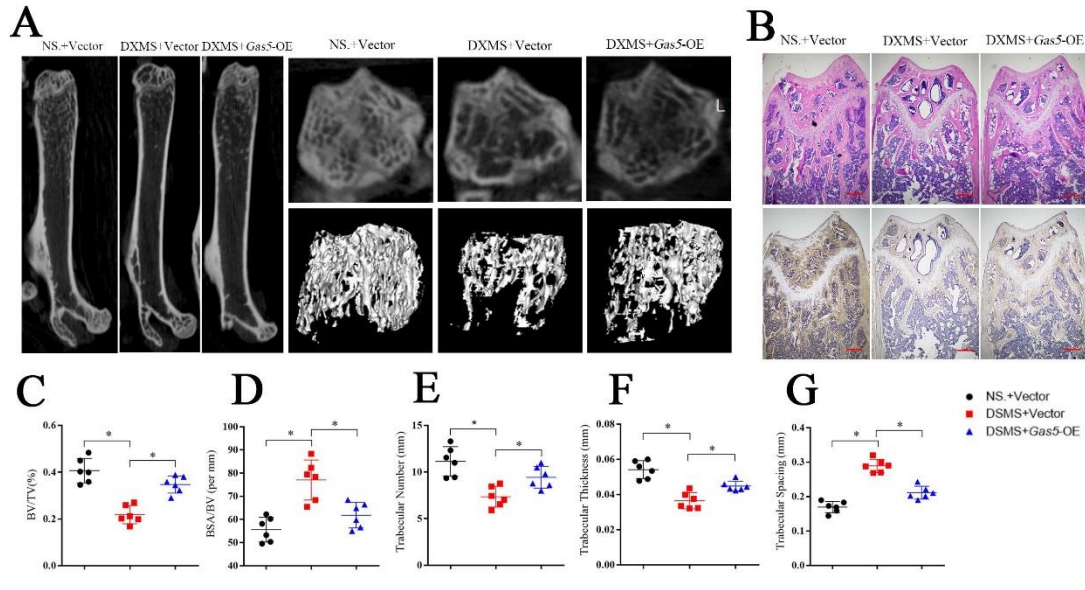 A
NS.+Vector DXMS+Vector DXMS+Gas5-OE NS.+Vector DXMS+Vector DXMS+Gas5-OE
L
B
NS.+Vector DXMS+Vector DXMS+Gas5-OE
C
BV/TV(%)
0.6
0.4
0.2
0.0
* *
D
BSA/BV (per mm)
100
90
80
70
60
50
40
* *
E
Trabecular Number (mm)
15
10
5
0
* *
F
Trabecular Thickness (mm)
0.08
0.06
0.04
0.02
0.00
* *
G
Trabecular Spacing (mm)
0.4
0.3
0.2
0.1
0.0
* *
NS.+Vector
DSMS+Vector
DSMS+Gas5-OE